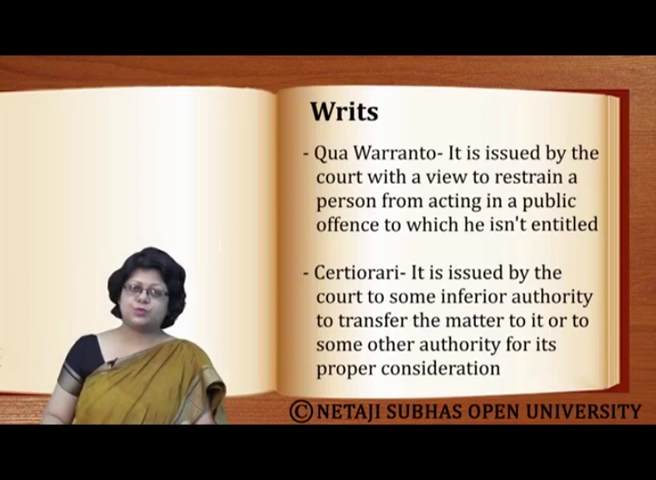 Writs
- Qua Warranto- It is issued by the
court with a view to restrain a
person from acting in a public
offence to which he isn't entitled
- Certiorari- It is issued by the
court to some inferior authority
to transfer the matter to it or to
some other authority for its
proper consideration
©NETAJI SUBHAS OPEN UNIVERSITY